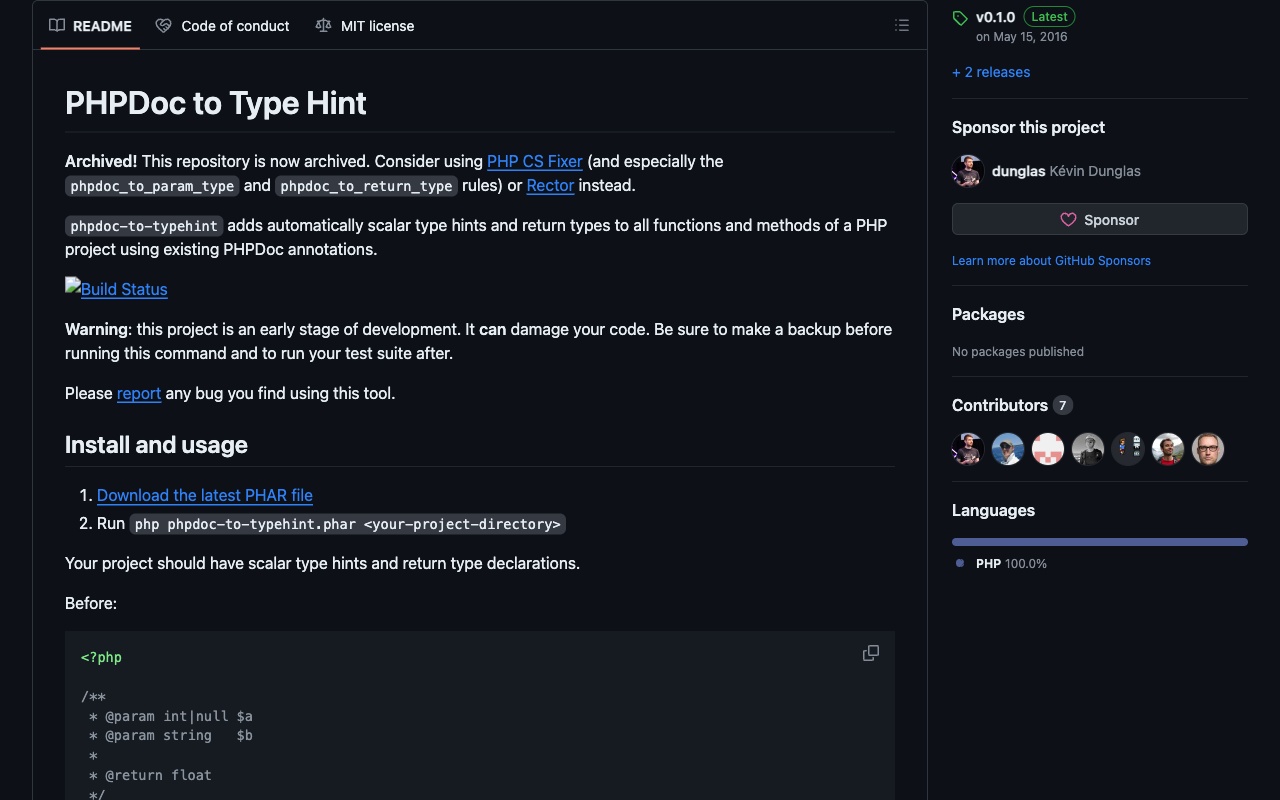 README
Code of conduct
MIT license
PHPDoc to Type Hint
Archived! This repository is now archived. Consider using PHP CS Fixer (and especially the
phpdoc_to_param_type and phpdoc_to_return_type rules) or Rector instead.
phpdoc-to-typehint adds automatically scalar type hints and return types to all functions and methods of a PHP
project using existing PHPDoc annotations.
Build Status
Warning: this project is an early stage of development. It can damage your code. Be sure to make a backup before
running this command and to run your test suite after.
Please report any bug you find using this tool.
Install and usage
1. Download the latest PHAR file
2. Run php phpdoc-to-typehint.phar <your-project-directory>
Your project should have scalar type hints and return type declarations.
Before:
<?php
/**
 * @param int|null $a
 * @param string   $b
 *
 * @return float
 */
v0.1.0 Latest
on May 15, 2016
+ 2 releases
Sponsor this project
dunglas Kévin Dunglas
Sponsor
Learn more about GitHub Sponsors
Packages
No packages published
Contributors 7
Languages
PHP 100.0%